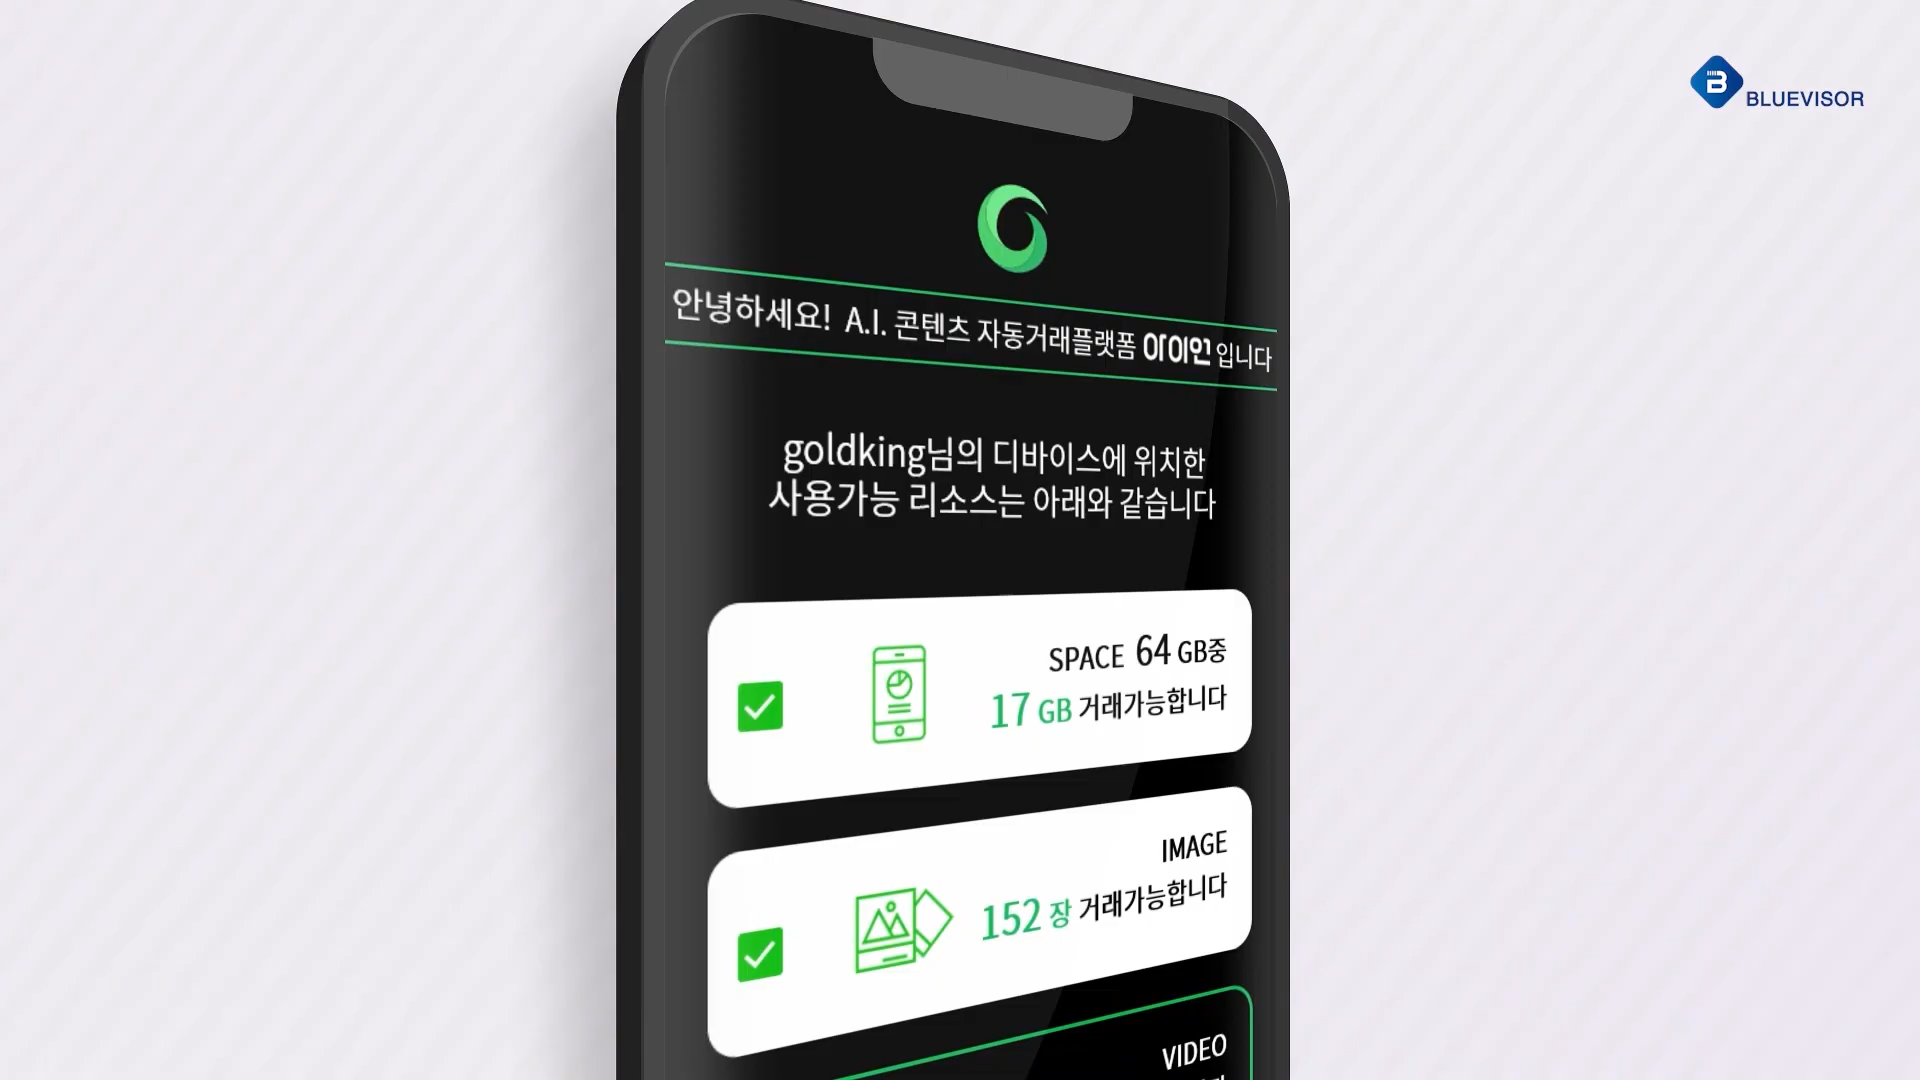 BLUEVISOR
안녕하세요! A.I. 콘텐츠 자동거래플랫폼 아이인 입니다
goldking님의 디바이스에 위치한
사용가능 리소스는 아래와 같습니다
SPACE 64 GB중
17 GB 거래가능합니다
IMAGE
152 장 거래가능합니다
VIDEO